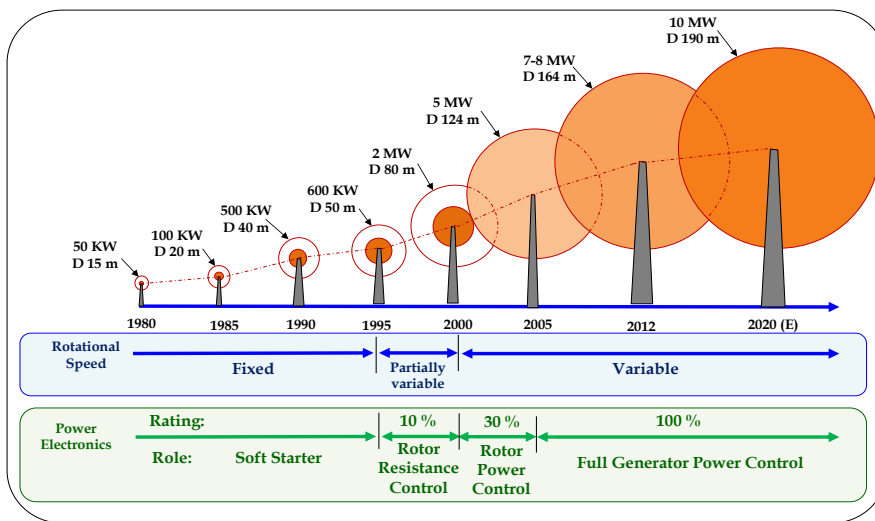 50 KW
D 15 m
100 KW
D 20 m
500 KW
D 40 m
600 KW
D 50 m
2 MW
D 80 m
5 MW
D 124 m
7-8 MW
D 164 m
10 MW
D 190 m
1980 1985 1990 1995 2000 2005 2012 2020 (E)
Rotational
Speed
Fixed
Partially
variable
Variable
Power
Electronics
Rating: 10 % 30 % 100 %
Role: Soft Starter
Rotor
Resistance
Control
Rotor
Power
Control
Full Generator Power Control